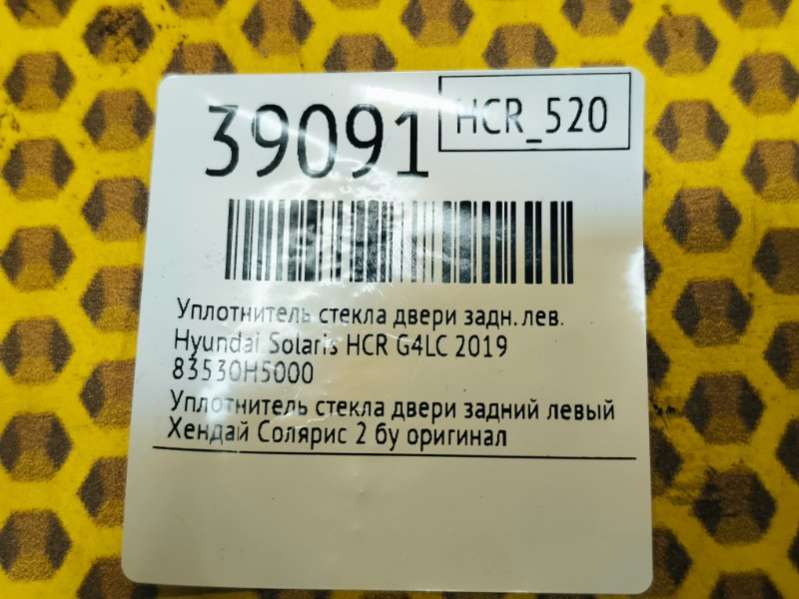 39091
HCR_520
Уплотнитель стекла двери задн. лев.
Hyundai Solaris HCR G4LC 2019
83530H5000
Уплотнитель стекла двери задний левый
Хендай Солярис 2 бу оригинал